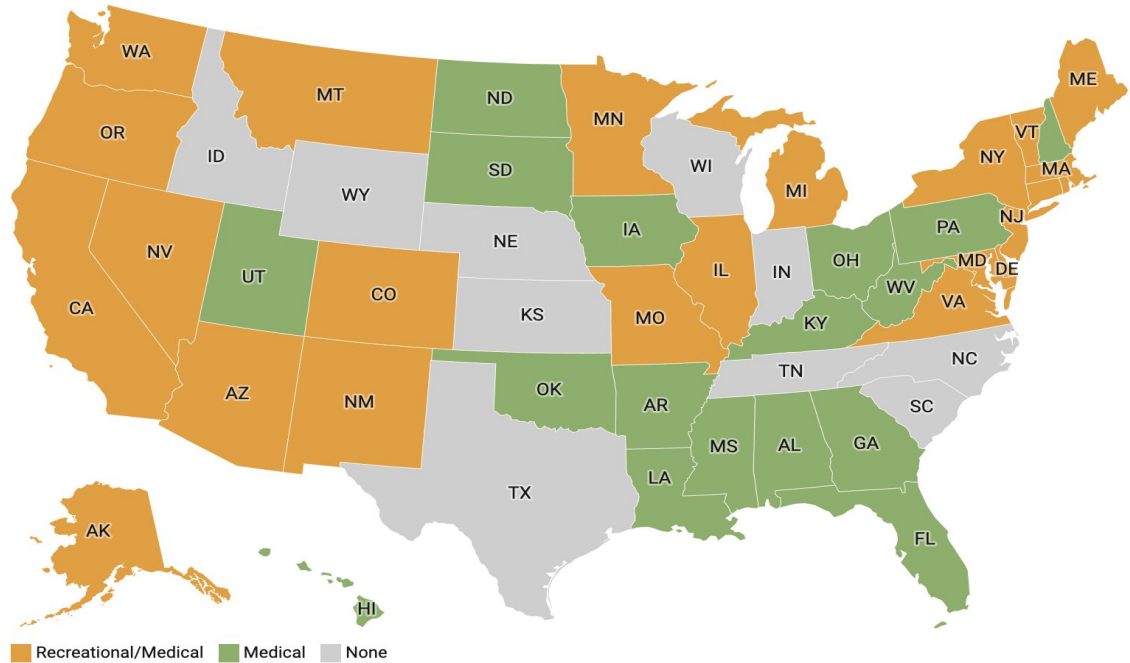 WA
MT
ND
MN
ME
OR
ID
SD
WI
VT
NY
MA
WY
MI
IA
PA
NJ
NE
NV
UT
OH
IL
IN
MD
DE
CO
WV
CA
VA
KS
MO
KY
NC
TN
AZ
OK
NM
AR
SC
MS
AL
GA
LA
TX
AK
FL
HI
Recreational/Medical Medical None